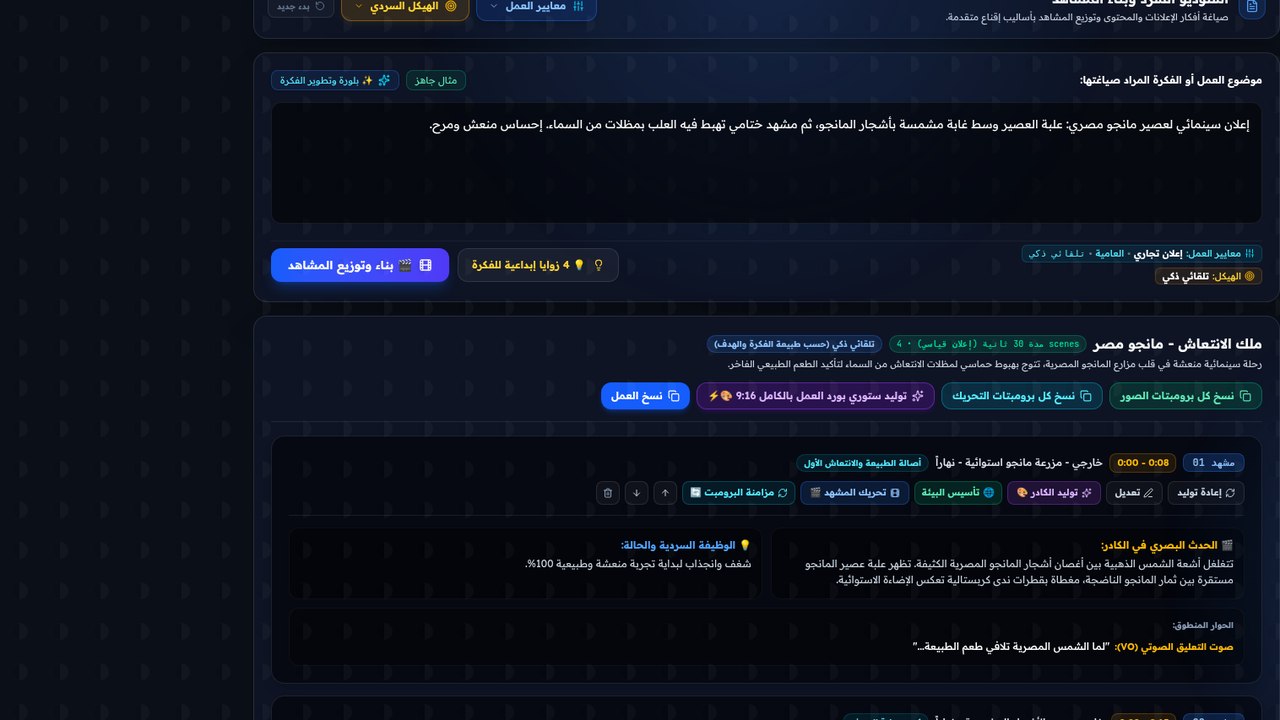 معايير العمل
الهيكل السردي
بدء جديد
صياغة أفكار الإعلانات والمحتوى وتوزيع المشاهد بأساليب إقناع متقدمة.
موضوع العمل أو الفكرة المراد صياغتها:
مثال جاهز
✨ بلورة وتطوير الفكرة
إعلان سينمائي لعصير مانجو مصري: علبة العصير وسط غابة مشمسة بأشجار المانجو، ثم مشهد ختامي تهبط فيه العلب بمظلات من السماء. إحساس منعش ومرح.
معايير العمل: إعلان تجاري • العامية • تلقائي ذكي
الهيكل: تلقائي ذكي
💡 4 زوايا إبداعية للفكرة
🎬 بناء وتوزيع المشاهد
ملك الانتعاش - مانجو مصر
4 • مدة 30 ثانية (إعلان قياسي) scenes
تلقائي ذكي (حسب طبيعة الفكرة والهدف)
رحلة سينمائية منعشة في قلب مزارع المانجو المصرية، تتوج بهبوط حماسي لمظلات الانتعاش من السماء لتأكيد الطعم الطبيعي الفاخر.
نسخ كل برومبتات الصور
نسخ كل برومبتات التحريك
توليد ستوري بورد العمل بالكامل 9:16 🎨⚡
نسخ العمل
مشهد 01
0:00 - 0:08
خارجي - مزرعة مانجو استوائية - نهاراً
أصالة الطبيعة والانتعاش الأول
إعادة توليد
تعديل
توليد الكادر 🎨
🌐 تأسيس البيئة
تحريك المشهد 🎬
مزامنة البرومبت 🔄
🎬 الحدث البصري في الكادر:
تتغلغل أشعة الشمس الذهبية بين أغصان أشجار المانجو المصرية الكثيفة. تظهر علبة عصير المانجو
مستقرة بين ثمار المانجو الناضجة، مغطاة بقطرات ندى كريستالية تعكس الإضاءة الاستوائية.
💡 الوظيفة السردية والحالة:
شغف وانجذاب لبداية تجربة منعشة وطبيعية 100%.
الحوار المنطوق:
صوت التعليق الصوتي (VO): "لما الشمس المصرية تلاقي طعم الطبيعة..."